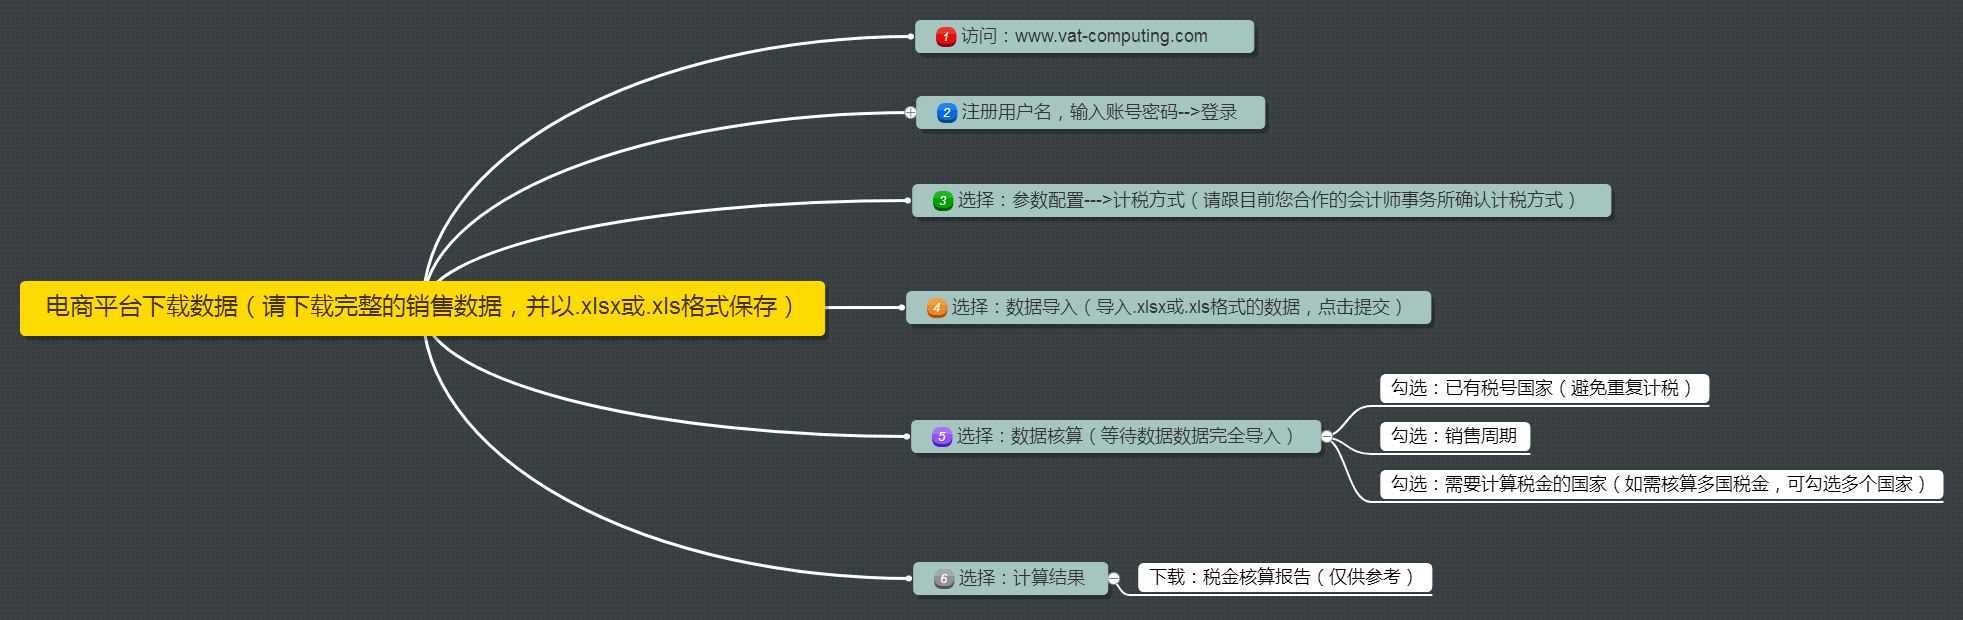 电商平台下载数据（请下载完整的销售数据，并以.xlsx或.xls格式保存）
1 访问：www.vat-computing.com
2 注册用户名，输入账号密码-->登录
3 选择：参数配置--->计税方式（请跟目前您合作的会计师事务所确认计税方式）
4 选择：数据导入（导入.xlsx或.xls格式的数据，点击提交）
5 选择：数据核算（等待数据数据完全导入）
勾选：已有税号国家（避免重复计税）
勾选：销售周期
勾选：需要计算税金的国家（如需核算多国税金，可勾选多个国家）
6 选择：计算结果
下载：税金核算报告（仅供参考）